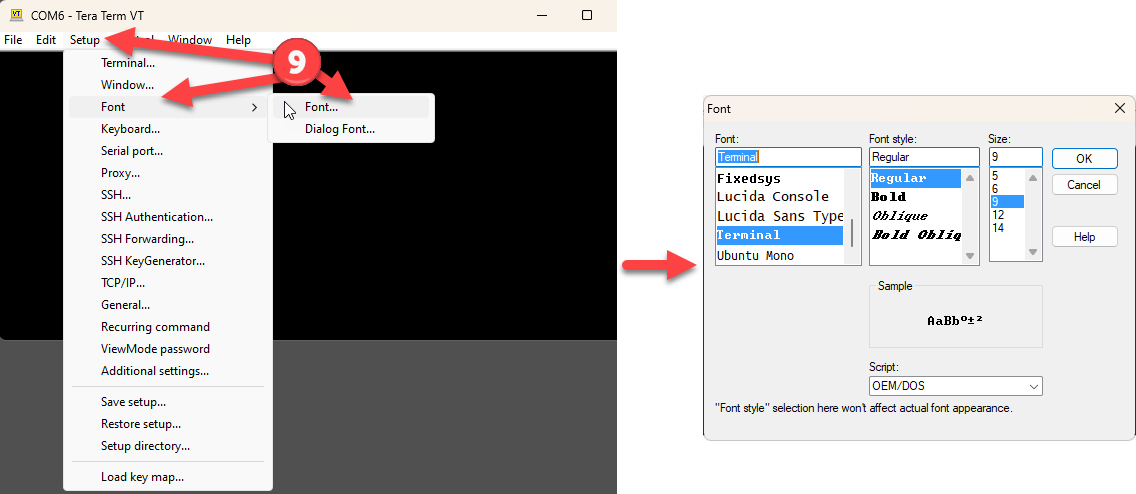 COM6 - Tera Term VT
File Edit Setup Window Help
9
Terminal...
Window...
Font
Font...
Dialog Font...
Keyboard...
Serial port...
Proxy...
SSH...
SSH Authentication...
SSH Forwarding...
SSH KeyGenerator...
TCP/IP...
General...
Recurring command
ViewMode password
Additional settings...
Save setup...
Restore setup...
Setup directory...
Load key map...
Font
Font: Font style: Size:
Terminal Regular 9
Fixedsys
Lucida Console
Lucida Sans Type
Terminal
Ubuntu Mono
Regular
Bold
Oblique
Bold Obliq
5
6
9
12
14
OK
Cancel
Help
Sample
AaBbº±²
Script:
OEM/DOS
"Font style" selection here won't affect actual font appearance.